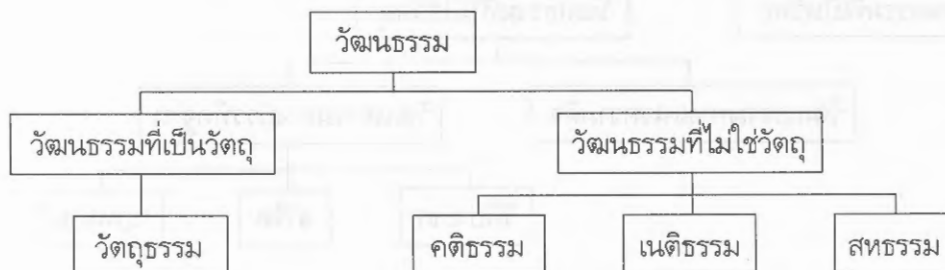 วัฒนธรรม
วัฒนธรรมที่เป็นวัตถุ
วัฒนธรรมที่ไม่ใช่วัตถุ
วัตถุธรรม
คติธรรม
เนติธรรม
สหธรรม